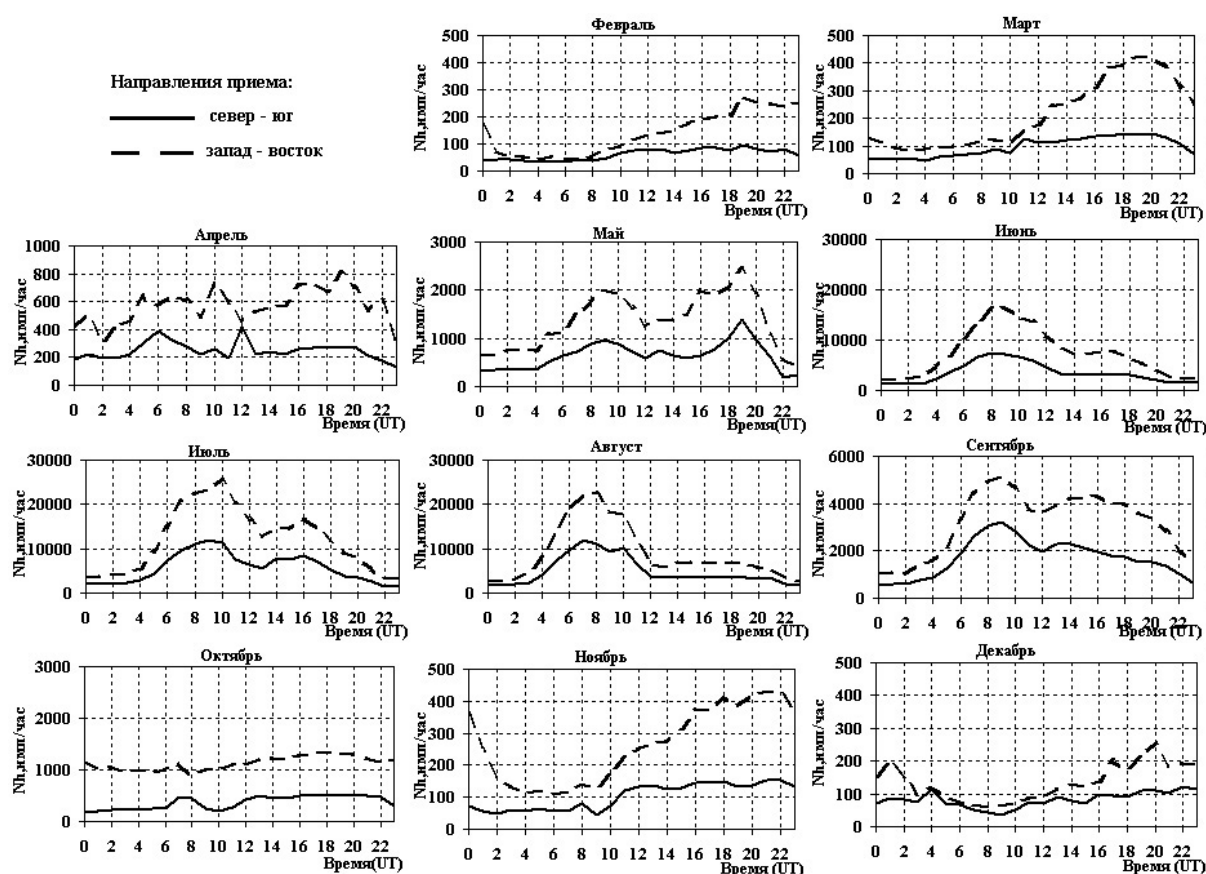 Направления приема:
север - юг
запад - восток
Февраль
Nh,имп/час
500
400
300
200
100
0
0 2 4 6 8 10 12 14 16 18 20 22
Время (UT)
Март
Nh,имп/час
500
400
300
200
100
0
0 2 4 6 8 10 12 14 16 18 20 22
Время (UT)
Апрель
Nh,имп/час
1000
800
600
400
200
0
0 2 4 6 8 10 12 14 16 18 20 22
Время (UT)
Май
Nh,имп/час
3000
2000
1000
0
0 2 4 6 8 10 12 14 16 18 20 22
Время (UT)
Июнь
Nh,имп/час
30000
20000
10000
0
0 2 4 6 8 10 12 14 16 18 20 22
Время (UT)
Июль
Nh,имп/час
30000
20000
10000
0
0 2 4 6 8 10 12 14 16 18 20 22
Время (UT)
Август
Nh,имп/час
30000
20000
10000
0
0 2 4 6 8 10 12 14 16 18 20 22
Время (UT)
Сентябрь
Nh,имп/час
6000
4000
2000
0
0 2 4 6 8 10 12 14 16 18 20 22
Время (UT)
Октябрь
Nh,имп/час
3000
2000
1000
0
0 2 4 6 8 10 12 14 16 18 20 22
Время(UT)
Ноябрь
Nh,имп/час
500
400
300
200
100
0
0 2 4 6 8 10 12 14 16 18 20 22
Время (UT)
Декабрь
Nh,имп/час
500
400
300
200
100
0
0 2 4 6 8 10 12 14 16 18 20 22
Время (UT)